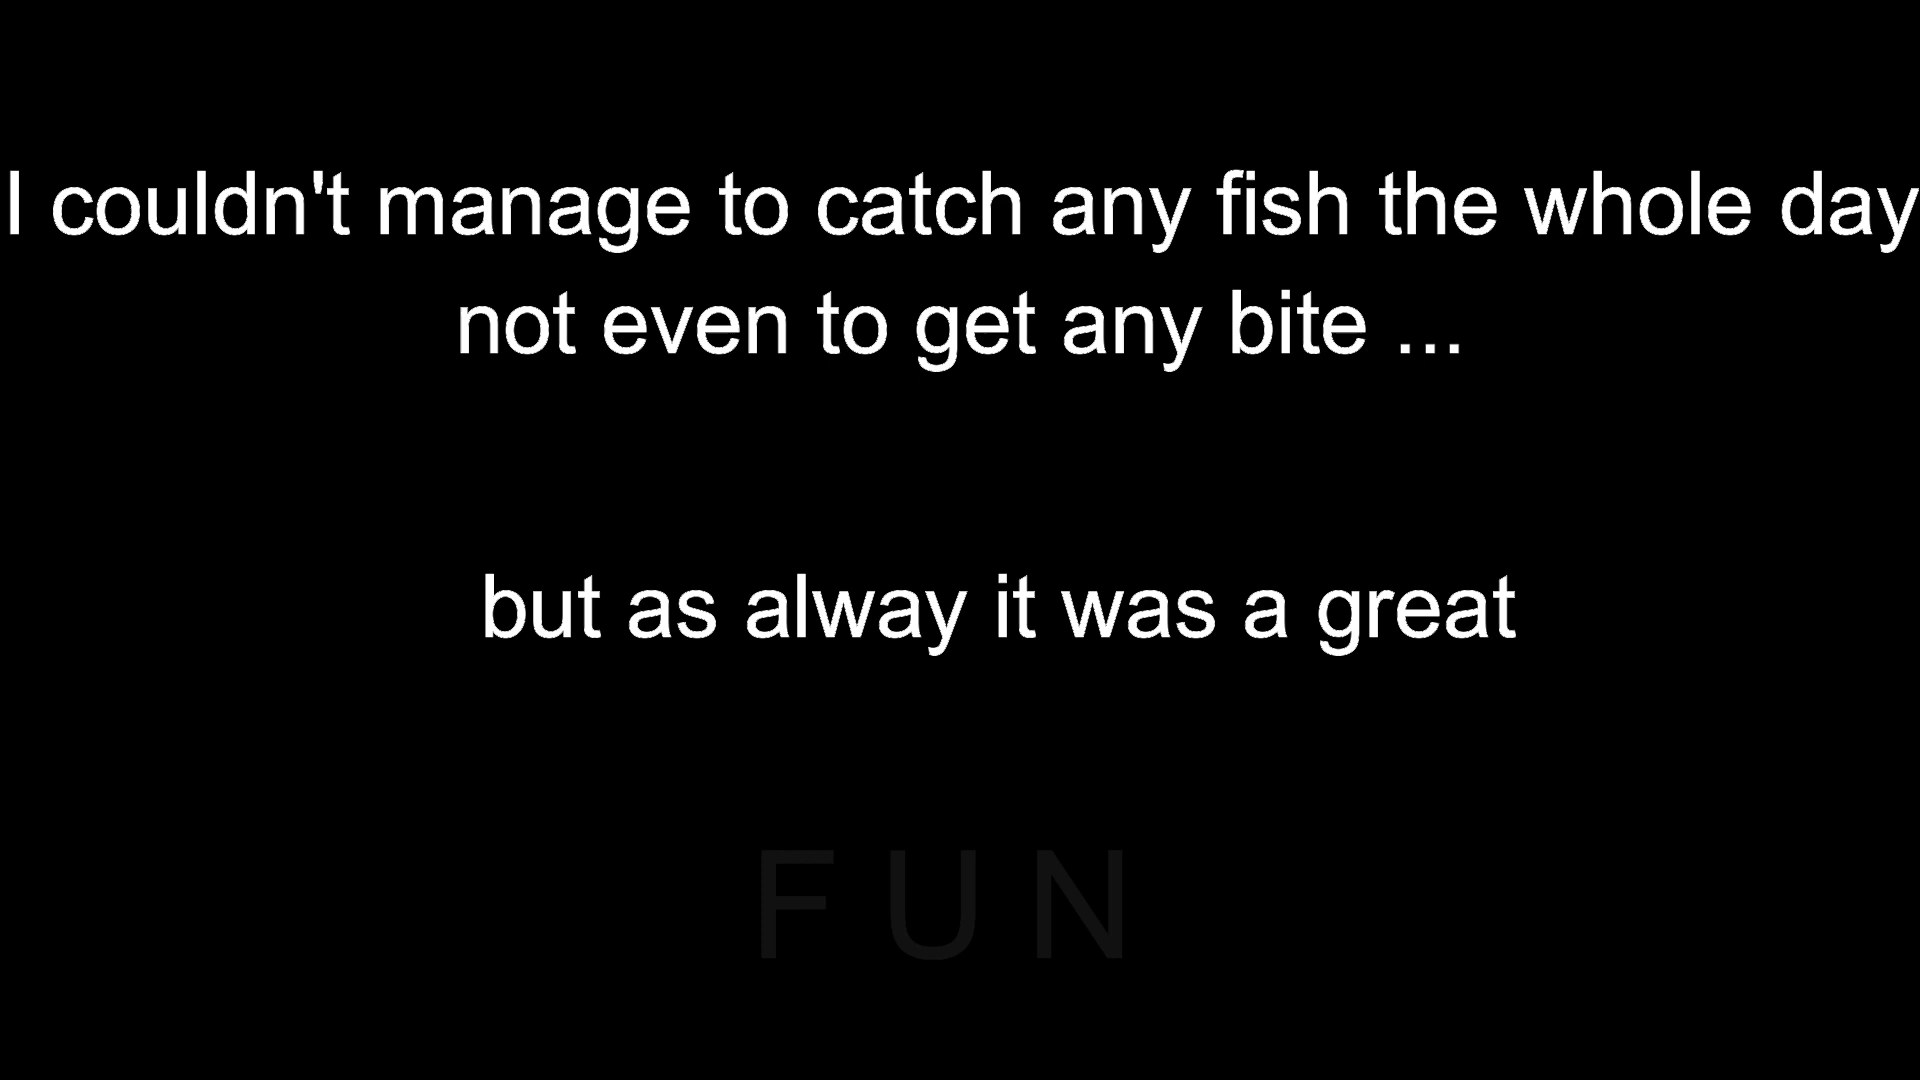 I couldn't manage to catch any fish the whole day
not even to get any bite ...
but as alway it was a great
F U N